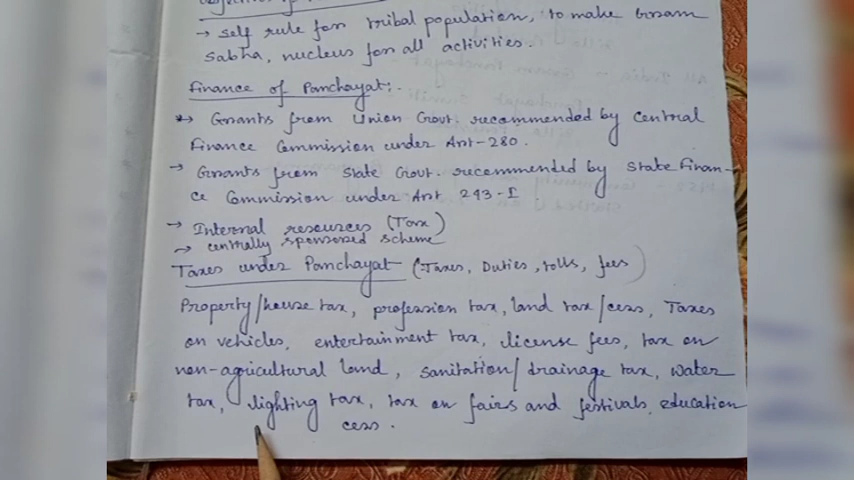 → self rule for tribal population, to make Gram
Sabha, nucleus for all activities.
Finance of Panchayat:-
→ Grants from Union Govt. recommended by Central
Finance Commission under Art-280.
→ Grants from State Govt. recommended by State Finan-
ce Commission under Art 243-I.
→ Internal resources (Tax)
→ centrally sponsored scheme
Taxes under Panchayat (Taxes, Duties, tolls, fees)
Property/house tax, profession tax, land tax/cess, Taxes
on vehicles, entertainment tax, license fees, tax on
non-agricultural land, sanitation/drainage tax, water
tax, lighting tax, tax on fairs and festivals, education
cess.